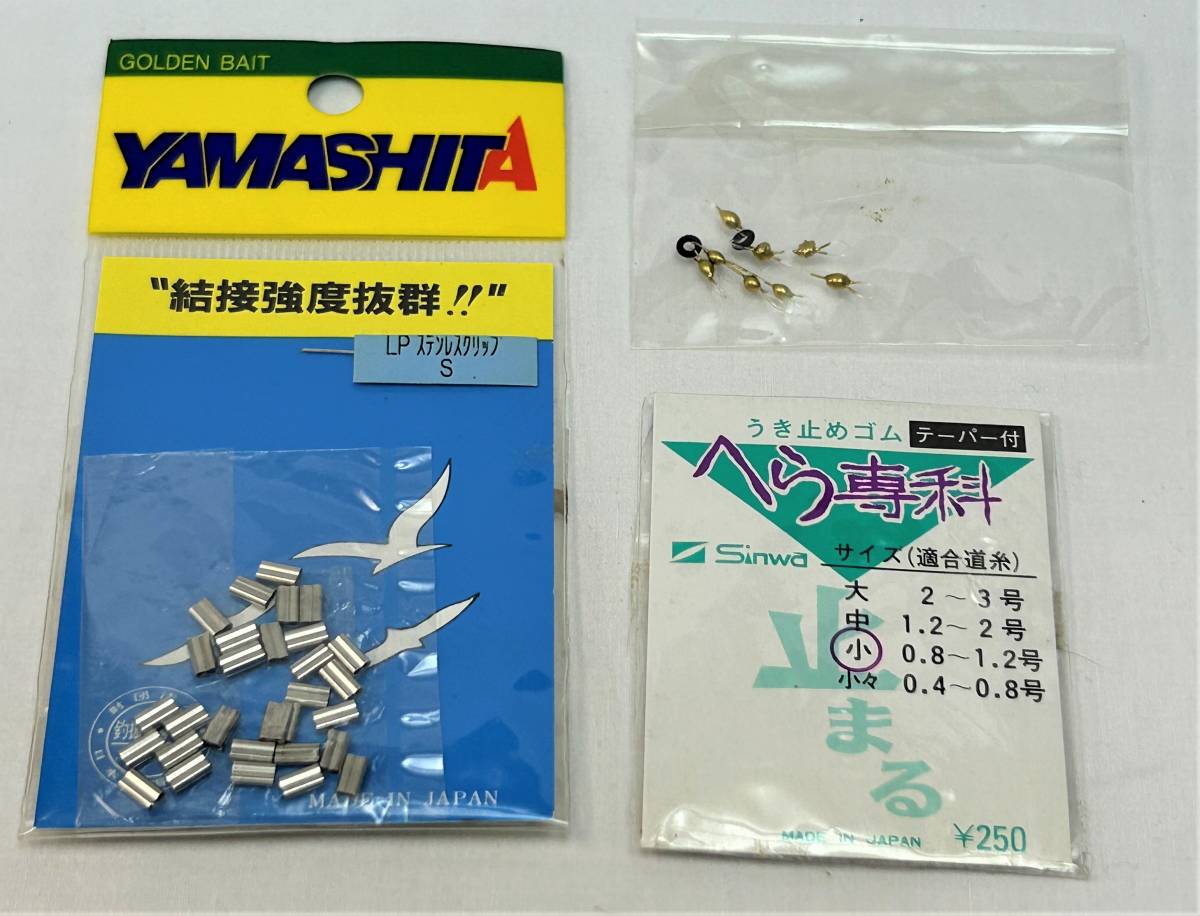 GOLDEN BAIT
YAMASHITA
"結接強度抜群!!"
LP ステンレスクリップ
S
MADE IN JAPAN
うき止めゴム テーパー付
へら専科
Sinwa
サイズ(適合道糸)
大 2～3号
中 1.2～2号
小 0.8～1.2号
小々 0.4～0.8号
止まる
MADE IN JAPAN ¥250